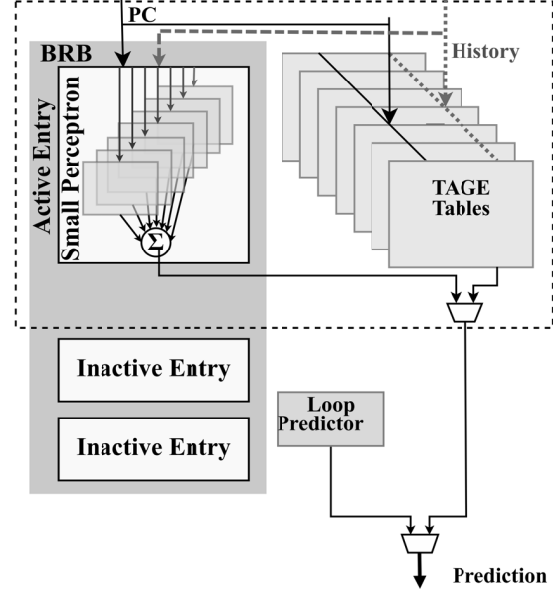 PC
History
BRB
Active Entry
Small Perceptron
Σ
TAGE
Tables
Inactive Entry
Inactive Entry
Loop
Predictor
Prediction